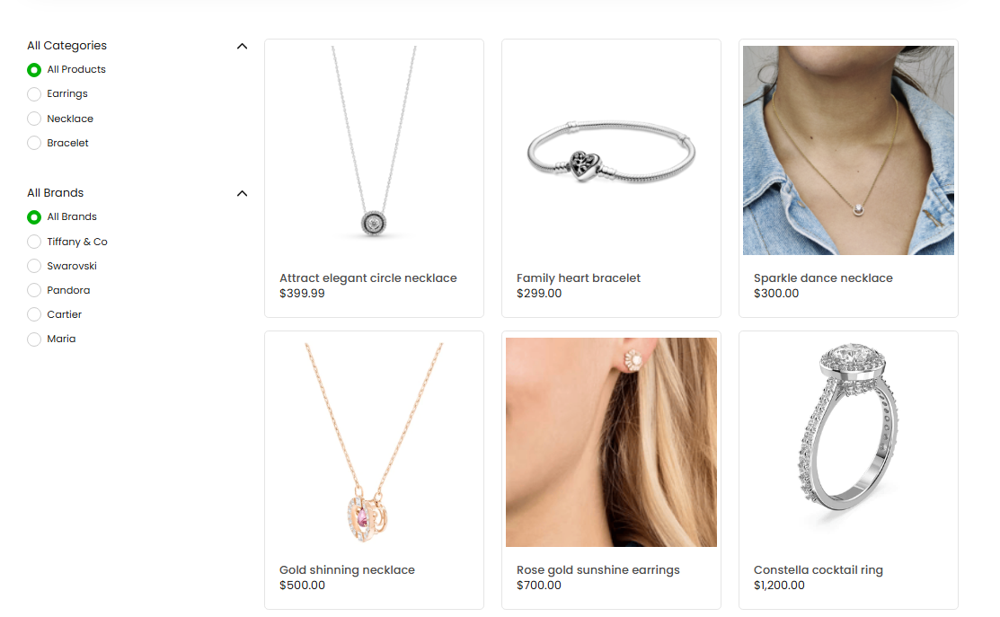 All Categories
All Products
Earrings
Necklace
Bracelet
All Brands
All Brands
Tiffany & Co
Swarovski
Pandora
Cartier
Maria
Attract elegant circle necklace
$399.99
Family heart bracelet
$299.00
Sparkle dance necklace
$300.00
Gold shinning necklace
$500.00
Rose gold sunshine earrings
$700.00
Constella cocktail ring
$1,200.00